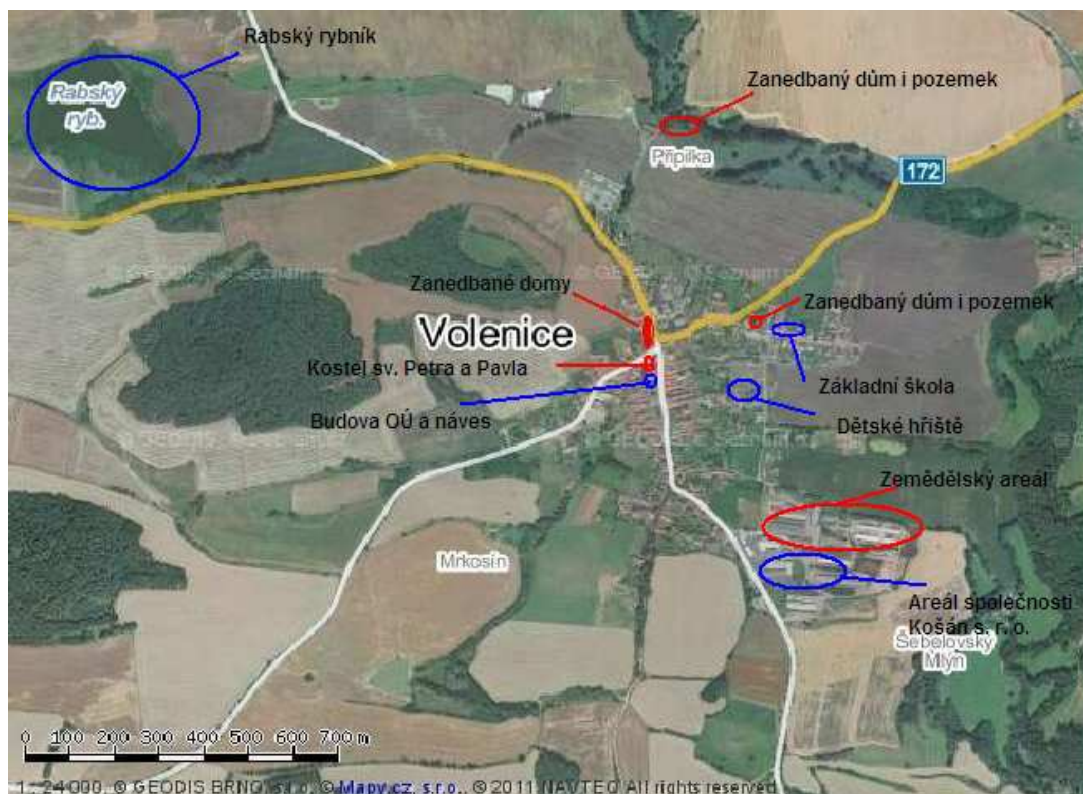 Rabský rybník
Rabský
ryb.
Zanedbaný dům i pozemek
Připilka
172
Zanedbané domy
Zanedbaný dům i pozemek
Volenice
Kostel sv. Petra a Pavla
Základní škola
Budova OÚ a náves
Dětské hřiště
Zemědělský areál
Mrkosín
Areál společnosti
Košán s. r. o.
Šebelovský
Mlýn
0 100 200 300 400 500 600 700 m
1: 24 000, © GEODIS BRNO, s.r.o. © Mapy.cz, s.r.o., © 2011 NAVTEQ All rights reserved